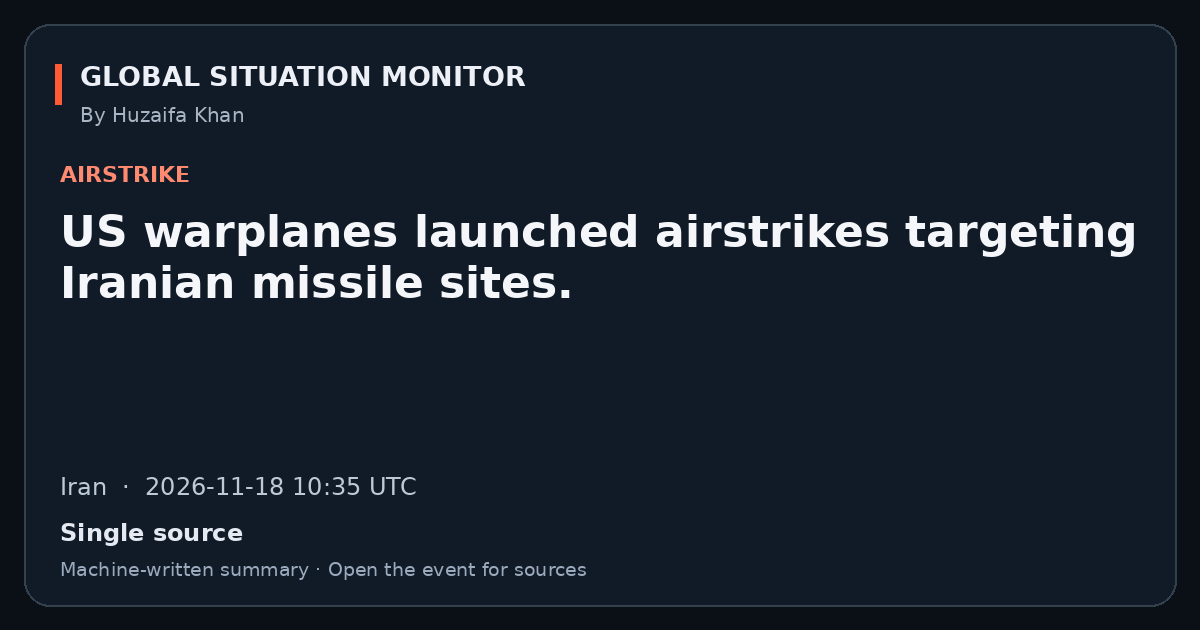 GLOBAL SITUATION MONITOR
By Huzaifa Khan
AIRSTRIKE
US warplanes launched airstrikes targeting
Iranian missile sites.
Iran · 2026-11-18 10:35 UTC
Single source
Machine-written summary · Open the event for sources